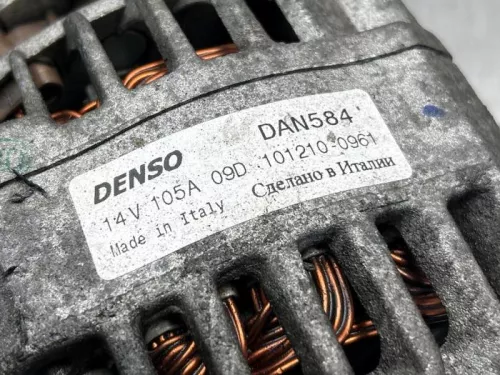 DENSO DAN584
14V 105A 09D 101210-0961
Made in Italy Сделано в Италии